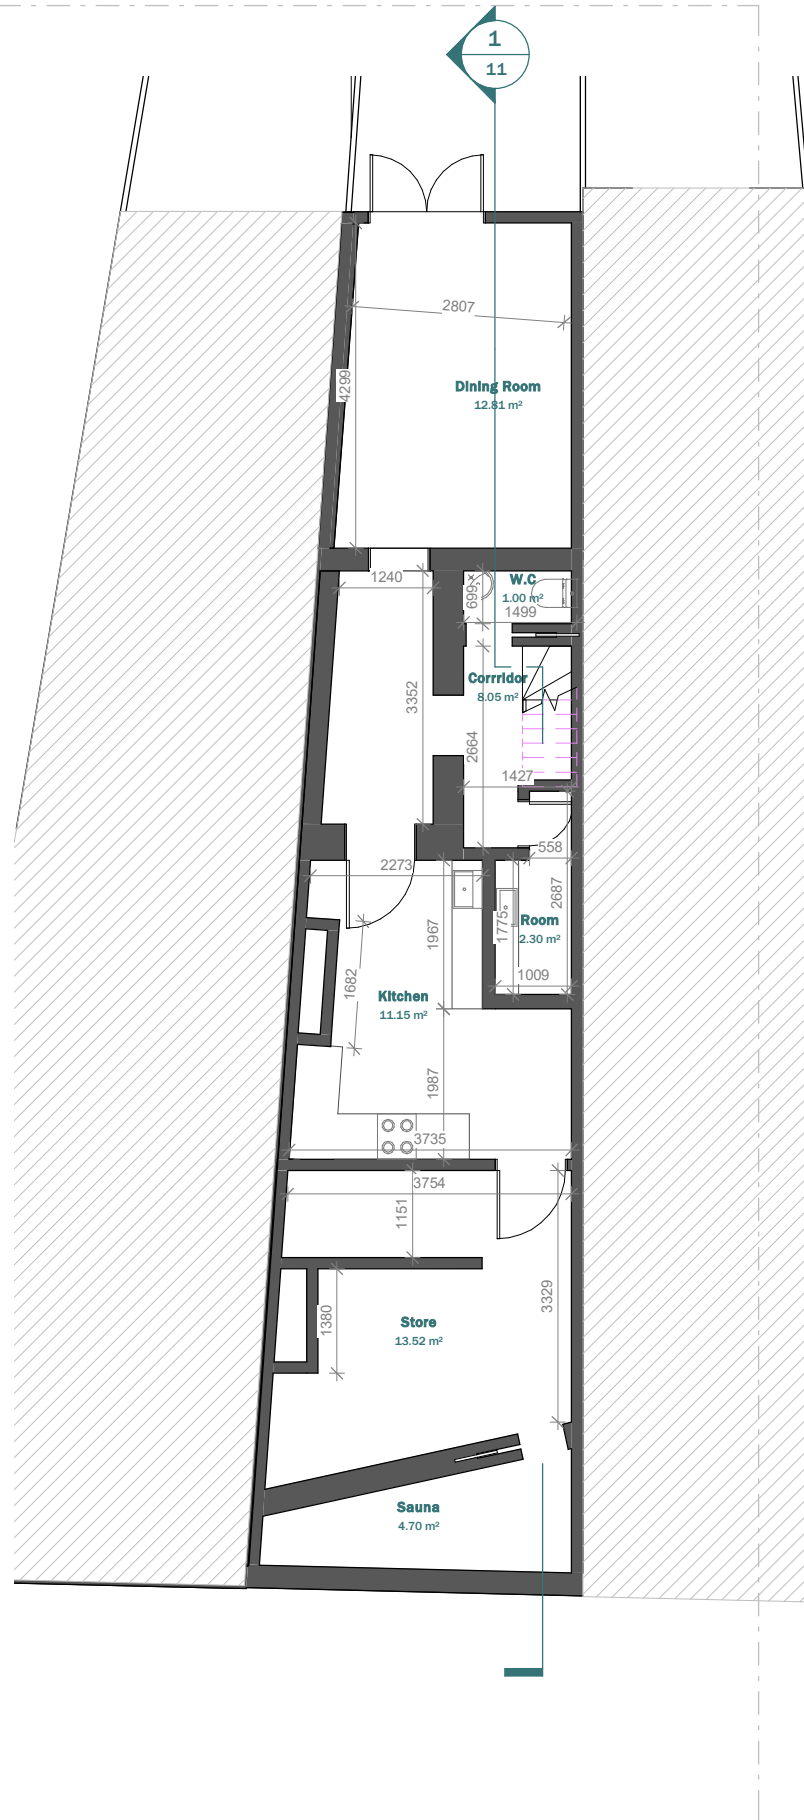 1
11
2807
4299
Dining Room
12.81 m²
1240
699
W.C
1.00 m²
1499
3352
Corrridor
8.05 m²
2664
1427
558
2273
2687
1967
1775
Room
2.30 m²
1009
1682
Kitchen
11.15 m²
1987
3735
3754
1151
3329
1380
Store
13.52 m²
Sauna
4.70 m²